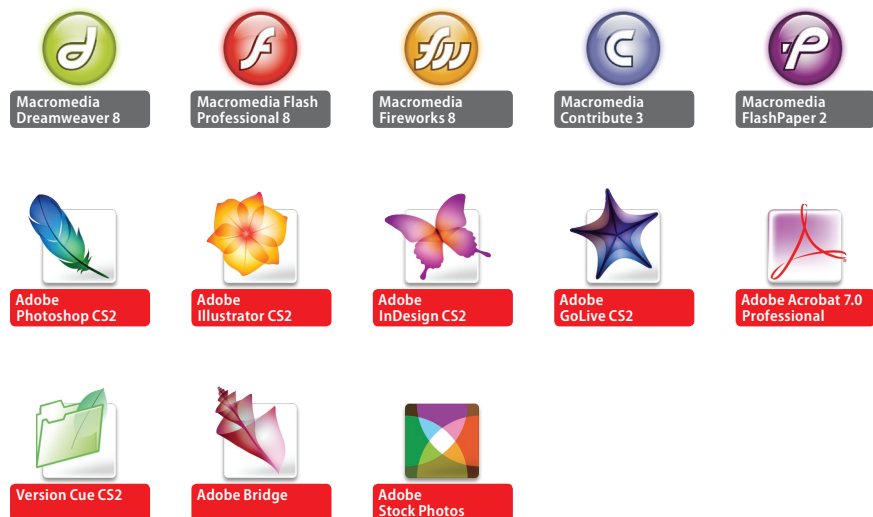 Macromedia
Dreamweaver 8
Macromedia Flash
Professional 8
Macromedia
Fireworks 8
Macromedia
Contribute 3
Macromedia
FlashPaper 2
Adobe
Photoshop CS2
Adobe
Illustrator CS2
Adobe
InDesign CS2
Adobe
GoLive CS2
Adobe Acrobat 7.0
Professional
Version Cue CS2
Adobe Bridge
Adobe
Stock Photos